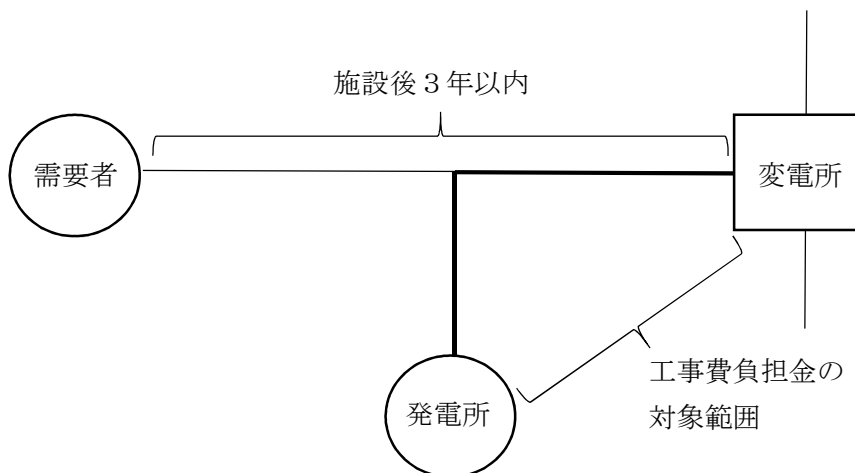 施設後３年以内
需要者
変電所
発電所
工事費負担金の
対象範囲